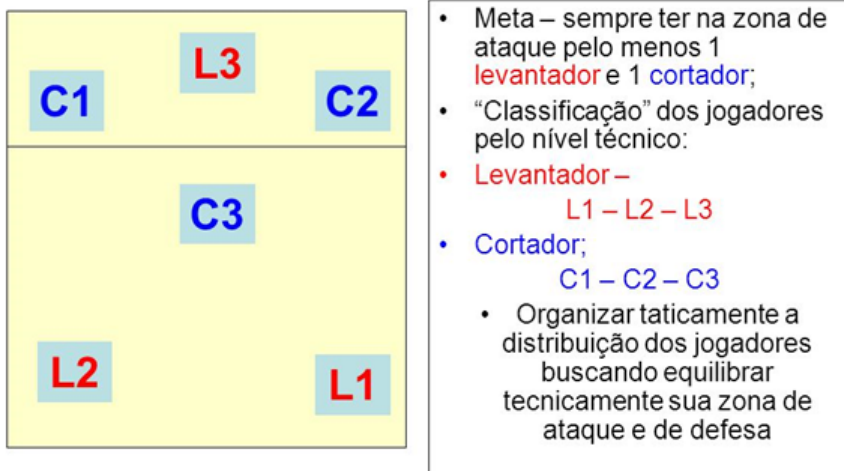 L3
C1
C2
C3
L2
L1
• Meta – sempre ter na zona de
ataque pelo menos 1
levantador e 1 cortador;
• “Classificação” dos jogadores
pelo nível técnico:
• Levantador –
L1 – L2 – L3
• Cortador;
C1 – C2 – C3
• Organizar taticamente a
distribuição dos jogadores
buscando equilibrar
tecnicamente sua zona de
ataque e de defesa